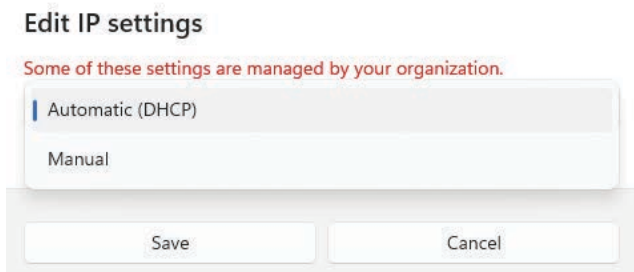 Edit IP settings
Some of these settings are managed by your organization.
Automatic (DHCP)
Manual
Save Cancel